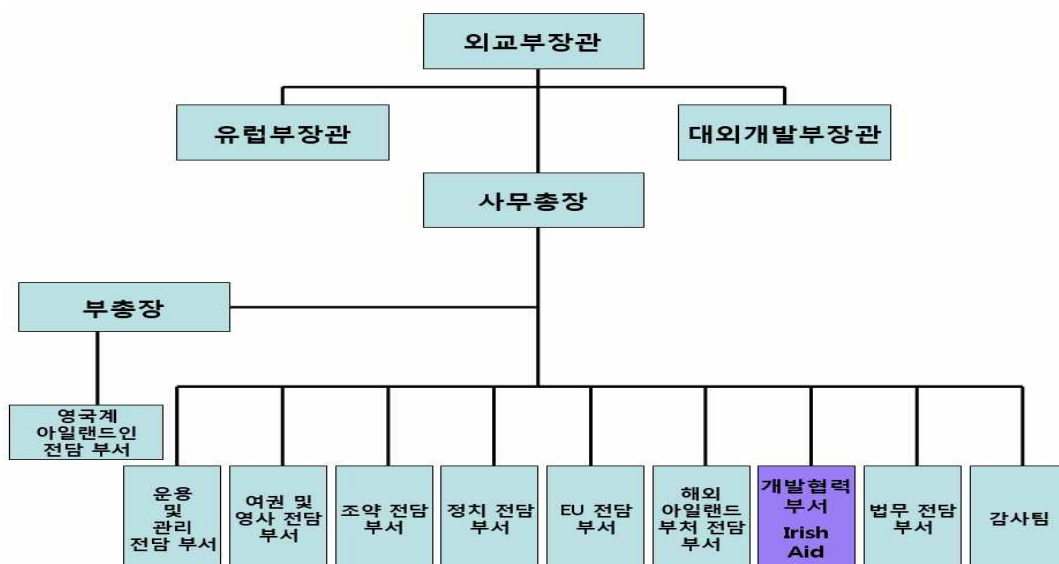 외교부장관
유럽부장관
대외개발부장관
사무총장
부총장
영국계
아일랜드인
전담 부서
운용
및
관리
전담 부서
여권 및
영사 전담
부서
조약 전담
부서
정치 전담
부서
EU 전담
부서
해외
아일랜드
부처 전담
부서
개발협력
부서
Irish
Aid
법무 전담
부서
감사팀